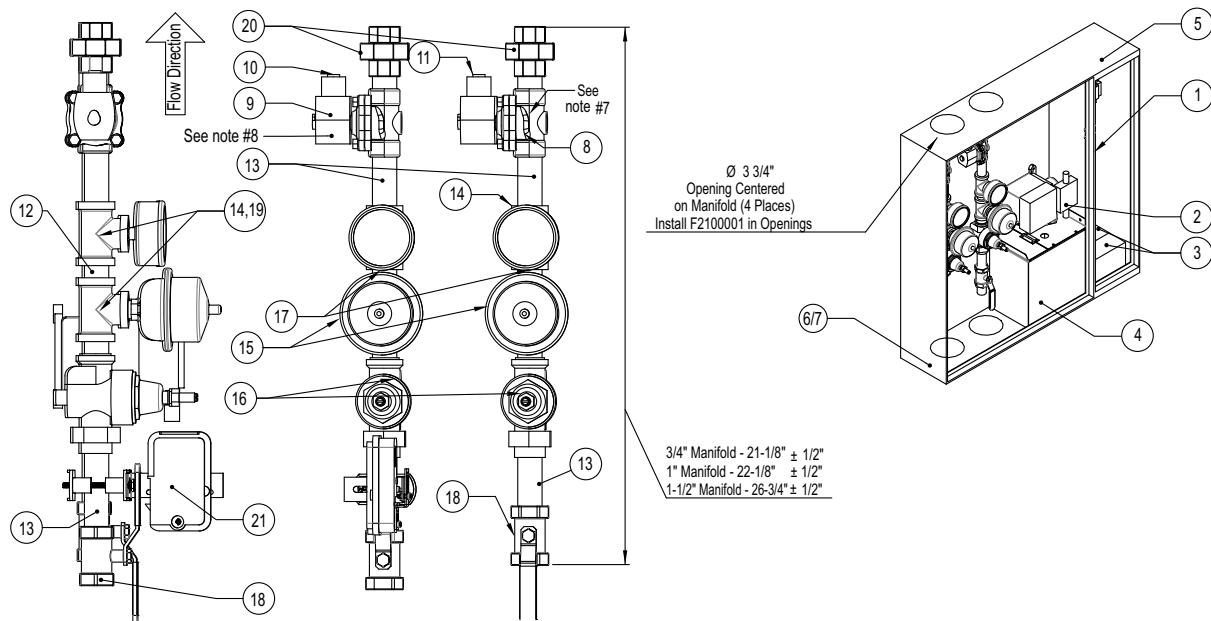 20
5
Flow Direction
11
10
1
See
note #7
9
See note #8
8
13
Ø 3 3/4"
Opening Centered
on Manifold (4 Places)
Install F2100001 in Openings
14
2
12
14,19
3
17
6/7
4
15
16
3/4" Manifold - 21-1/8" ± 1/2"
1" Manifold - 22-1/8" ± 1/2"
1-1/2" Manifold - 26-3/4" ± 1/2"
13
18
21
13
18